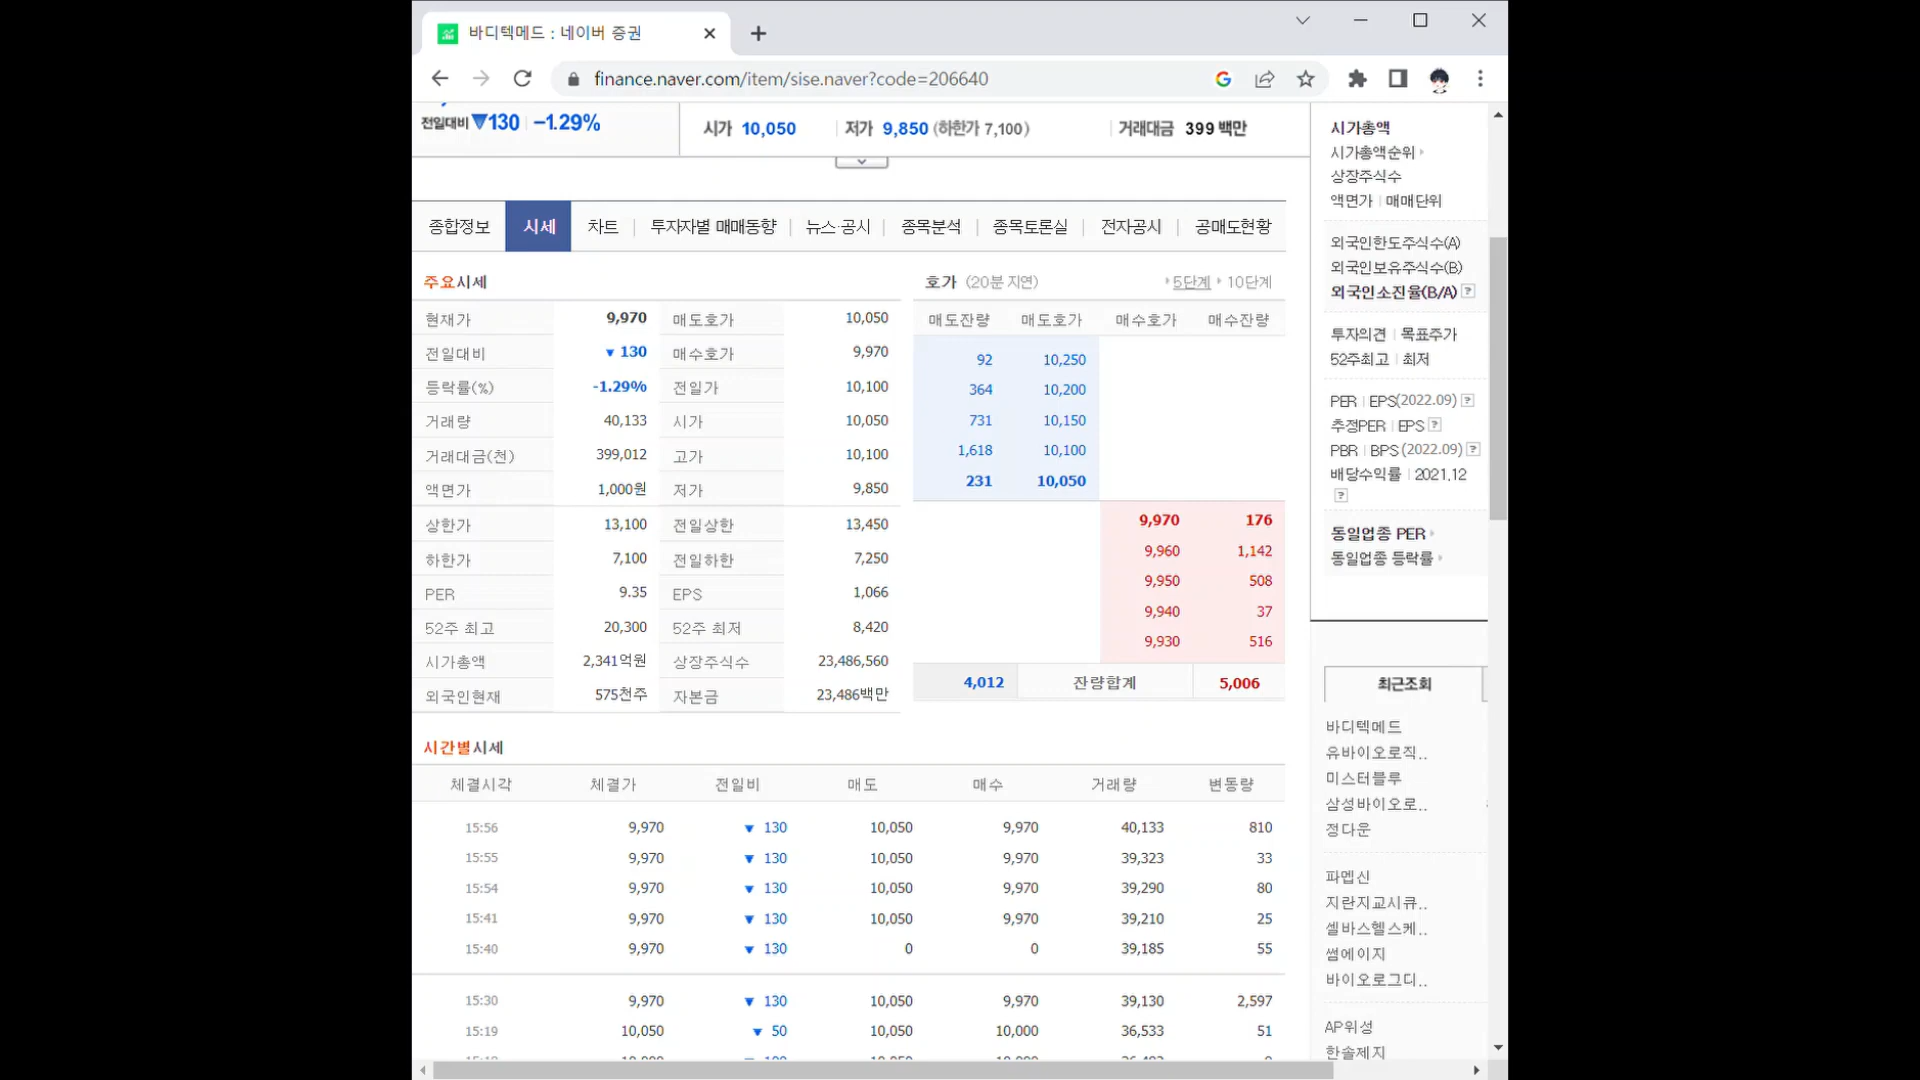 바디텍메드 : 네이버 증권
finance.naver.com/item/sise.naver?code=206640
전일대비 ▼130 | -1.29%
시가 10,050 | 저가 9,850 (하한가 7,100) | 거래대금 399 백만
종합정보 시세 차트 | 투자자별 매매동향 | 뉴스·공시 | 종목분석 | 종목토론실 | 전자공시 | 공매도현황
주요시세
현재가 9,970 매도호가 10,050
전일대비 ▼ 130 매수호가 9,970
등락률(%) -1.29% 전일가 10,100
거래량 40,133 시가 10,050
거래대금(천) 399,012 고가 10,100
액면가 1,000원 저가 9,850
상한가 13,100 전일상한 13,450
하한가 7,100 전일하한 7,250
PER 9.35 EPS 1,066
52주 최고 20,300 52주 최저 8,420
시가총액 2,341억원 상장주식수 23,486,560
외국인현재 575천주 자본금 23,486백만
호가 (20분 지연) 5단계 10단계
매도잔량 매도호가 매수호가 매수잔량
92 10,250
364 10,200
731 10,150
1,618 10,100
231 10,050
9,970 176
9,960 1,142
9,950 508
9,940 37
9,930 516
4,012 잔량합계 5,006
시간별시세
체결시각 체결가 전일비 매도 매수 거래량 변동량
15:56 9,970 ▼ 130 10,050 9,970 40,133 810
15:55 9,970 ▼ 130 10,050 9,970 39,323 33
15:54 9,970 ▼ 130 10,050 9,970 39,290 80
15:41 9,970 ▼ 130 10,050 9,970 39,210 25
15:40 9,970 ▼ 130 0 0 39,185 55
15:30 9,970 ▼ 130 10,050 9,970 39,130 2,597
15:19 10,050 ▼ 50 10,050 10,000 36,533 51
시가총액
시가총액순위
상장주식수
액면가 | 매매단위
외국인한도주식수(A)
외국인보유주식수(B)
외국인소진율(B/A) ?
투자의견 | 목표주가
52주최고 | 최저
PER | EPS(2022.09) ?
추정PER | EPS ?
PBR | BPS (2022.09) ?
배당수익률 | 2021.12
?
동일업종 PER
동일업종 등락률
최근조회
바디텍메드
유바이오로직..
미스터블루
삼성바이오로..
정다운
파멥신
지란지교시큐..
셀바스헬스케..
썸에이지
바이오로그디..
AP위성
한솔제지